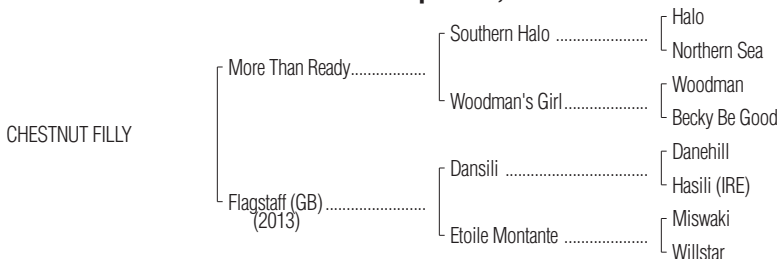 Halo
Southern Halo ......................
Northern Sea
More Than Ready..................
Woodman
Woodman's Girl....................
Becky Be Good
CHESTNUT FILLY
Danehill
Dansili ..................................
Hasili (IRE)
Flagstaff (GB) ........................
(2013)
Miswaki
Etoile Montante ....................
Willstar